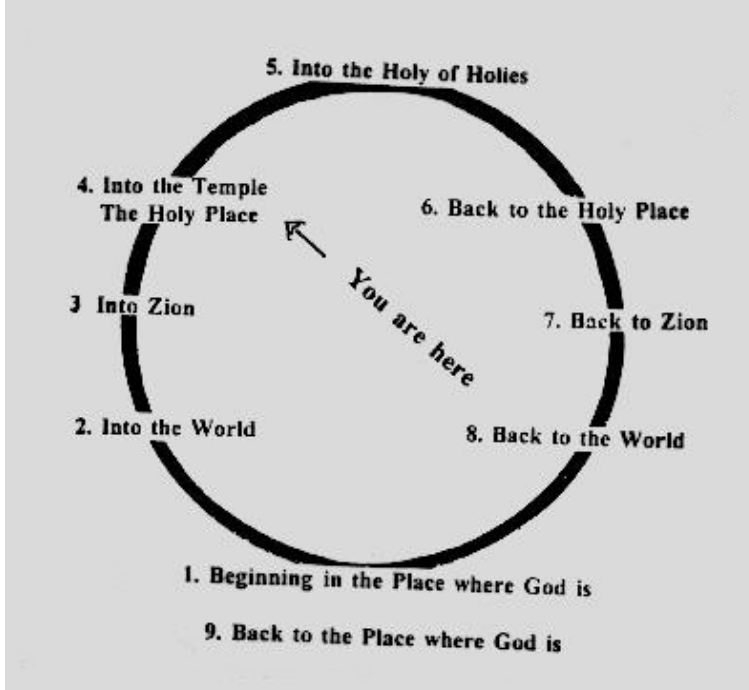 5. Into the Holy of Holies
4. Into the Temple
The Holy Place
6. Back to the Holy Place
You are here
3 Into Zion
7. Back to Zion
2. Into the World
8. Back to the World
1. Beginning in the Place where God is
9. Back to the Place where God is